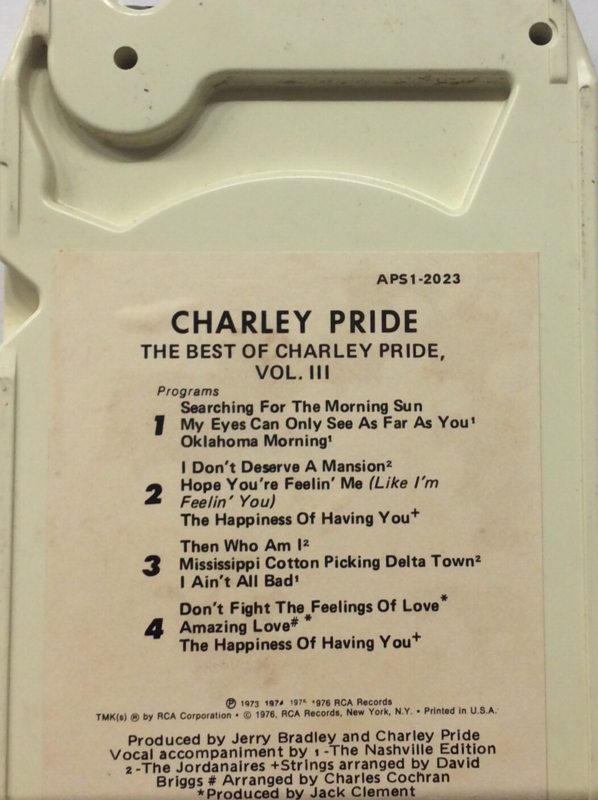 APS1-2023
CHARLEY PRIDE
THE BEST OF CHARLEY PRIDE,
VOL. III
Programs
1 Searching For The Morning Sun
My Eyes Can Only See As Far As You¹
Oklahoma Morning¹
2 I Don't Deserve A Mansion²
Hope You're Feelin' Me (Like I'm
Feelin' You)
The Happiness Of Having You+
3 Then Who Am I²
Mississippi Cotton Picking Delta Town²
I Ain't All Bad¹
4 Don't Fight The Feelings Of Love*
Amazing Love# *
The Happiness Of Having You+
℗ 1973 1974 1975 1976 RCA Records
TMK(s) ® by RCA Corporation • © 1976, RCA Records, New York, N.Y. • Printed in U.S.A.
Produced by Jerry Bradley and Charley Pride
Vocal accompaniment by 1 -The Nashville Edition
2 -The Jordanaires +Strings arranged by David
Briggs # Arranged by Charles Cochran
*Produced by Jack Clement